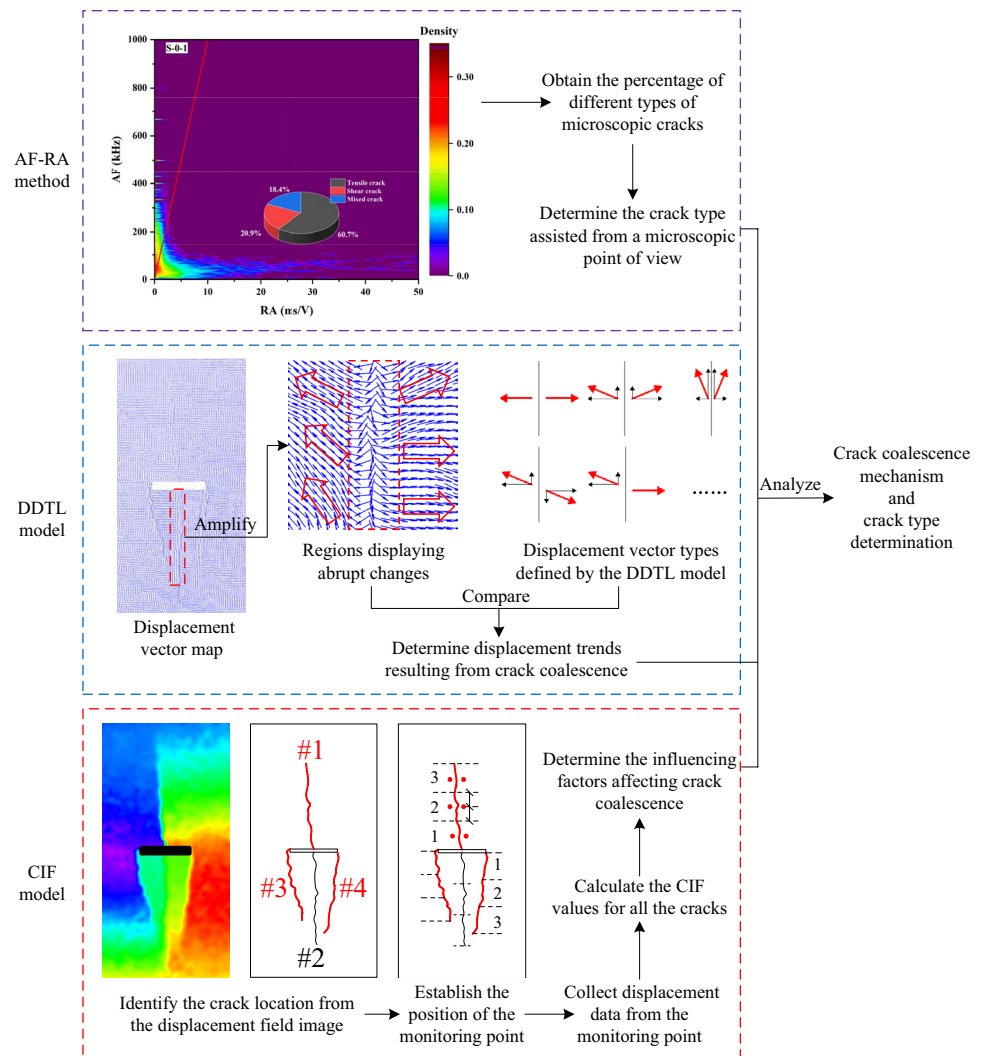 AF-RA
method
S-0-1
Density
1000
800
600
400
200
0
AF (kHz)
0
10
20
30
40
50
RA (ms/V)
0.30
0.20
0.10
0.0
Tensile crack
Shear crack
Mixed crack
18.4%
20.9%
60.7%
Obtain the percentage of
different types of
microscopic cracks
Determine the crack type
assisted from a microscopic
point of view
DDTL
model
Amplify
Displacement
vector map
Regions displaying
abrupt changes
Displacement vector types
defined by the DDTL model
......
Compare
Determine displacement trends
resulting from crack coalescence
Analyze
Crack coalescence
mechanism
and
crack type
determination
CIF
model
#1
#3
#4
#2
3
2
1
1
2
3
Identify the crack location from
the displacement field image
Establish the
position of the
monitoring point
Collect displacement
data from the
monitoring point
Calculate the CIF
values for all the cracks
Determine the influencing
factors affecting crack
coalescence